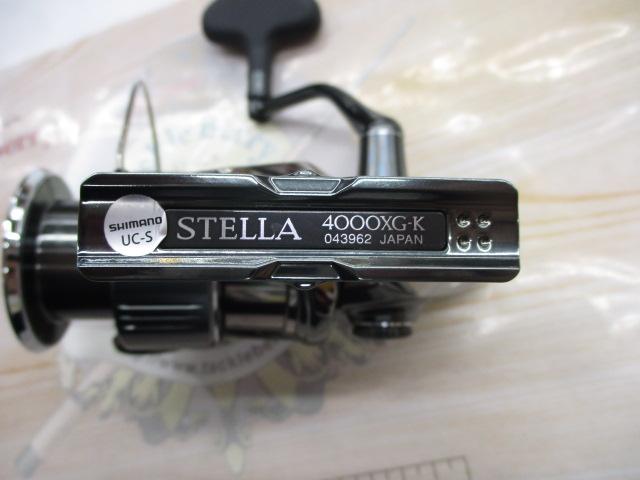 SHIMANO
UC-S
STELLA
4000XG-K
043962 JAPAN